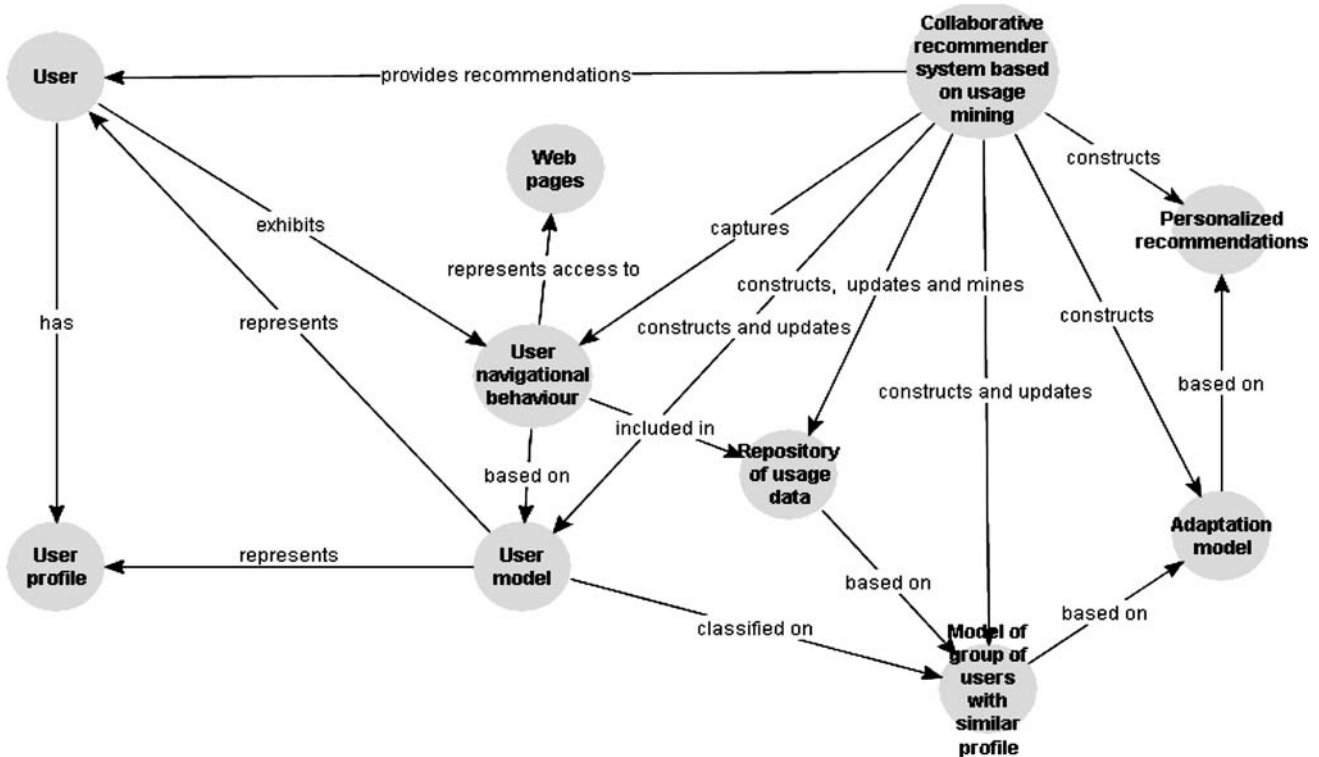 Collaborative
recommender
system based
on usage
mining
User
provides recommendations
Web
pages
constructs
Personalized
recommendations
exhibits
captures
represents access to
constructs, updates and mines
has
represents
constructs and updates
constructs
User
navigational
behaviour
constructs and updates
based on
included in
Repository
of usage
data
based on
Adaptation
model
User
profile
represents
User
model
based on
based on
classified on
Model of
group of
users
with
similar
profile